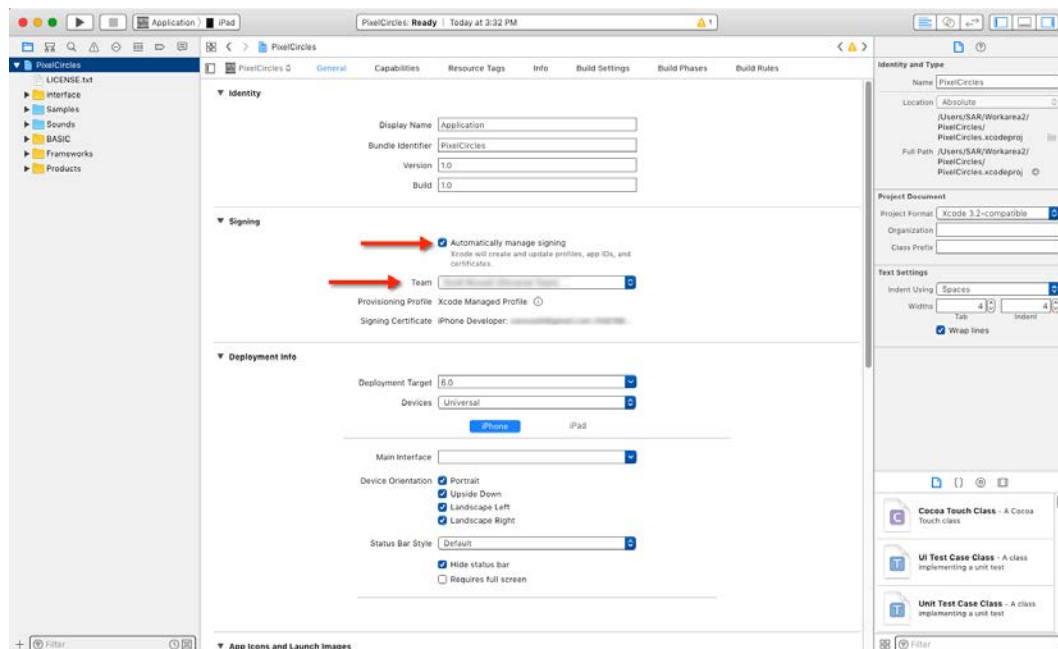 Application
iPad
PixelCircles: Ready | Today at 3:32 PM
1
PixelCircles
PixelCircles
LICENSE.txt
interface
Samples
Sounds
BASIC
Frameworks
Products
PixelCircles
General
Capabilities
Resource Tags
Info
Build Settings
Build Phases
Build Rules
Identity
Display Name Application
Bundle Identifier PixelCircles
Version 1.0
Build 1.0
Signing
Automatically manage signing
Xcode will create and update profiles, app IDs, and
certificates.
Team
Provisioning Profile Xcode Managed Profile
Signing Certificate iPhone Developer:
Deployment Info
Deployment Target 6.0
Devices Universal
iPhone
iPad
Main Interface
Device Orientation Portrait
Upside Down
Landscape Left
Landscape Right
Status Bar Style Default
Hide status bar
Requires full screen
App Icons and Launch Images
Filter
Identity and Type
Name PixelCircles
Location Absolute
/Users/SAR/Workarea2/
PixelCircles/
PixelCircles.xcodeproj
Full Path /Users/SAR/Workarea2/
PixelCircles/
PixelCircles.xcodeproj
Project Document
Project Format Xcode 3.2-compatible
Organization
Class Prefix
Text Settings
Indent Using Spaces
Widths 4 4
Tab Indent
Wrap lines
{ }
C
Cocoa Touch Class - A Cocoa
Touch class
T
UI Test Case Class - A class
implementing a unit test
T
Unit Test Case Class - A class
implementing a unit test
Filter